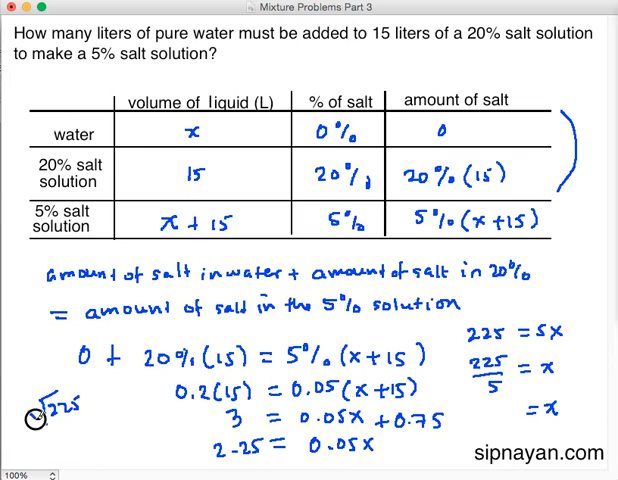 Mixture Problems Part 3
How many liters of pure water must be added to 15 liters of a 20% salt solution
to make a 5% salt solution?
volume of liquid (L) % of salt amount of salt
water x 0% 0
20% salt solution 15 20% 20% (15)
5% salt solution x + 15 5% 5% (x+15)
amount of salt in water + amount of salt in 20%
= amount of salt in the 5% solution
0 + 20% (15) = 5% (x+15)
0.2(15) = 0.05(x+15)
3 = 0.05x + 0.75
2.25 = 0.05x
225 = 5x
225/5 = x
= x
√225
sipnayan.com
100%